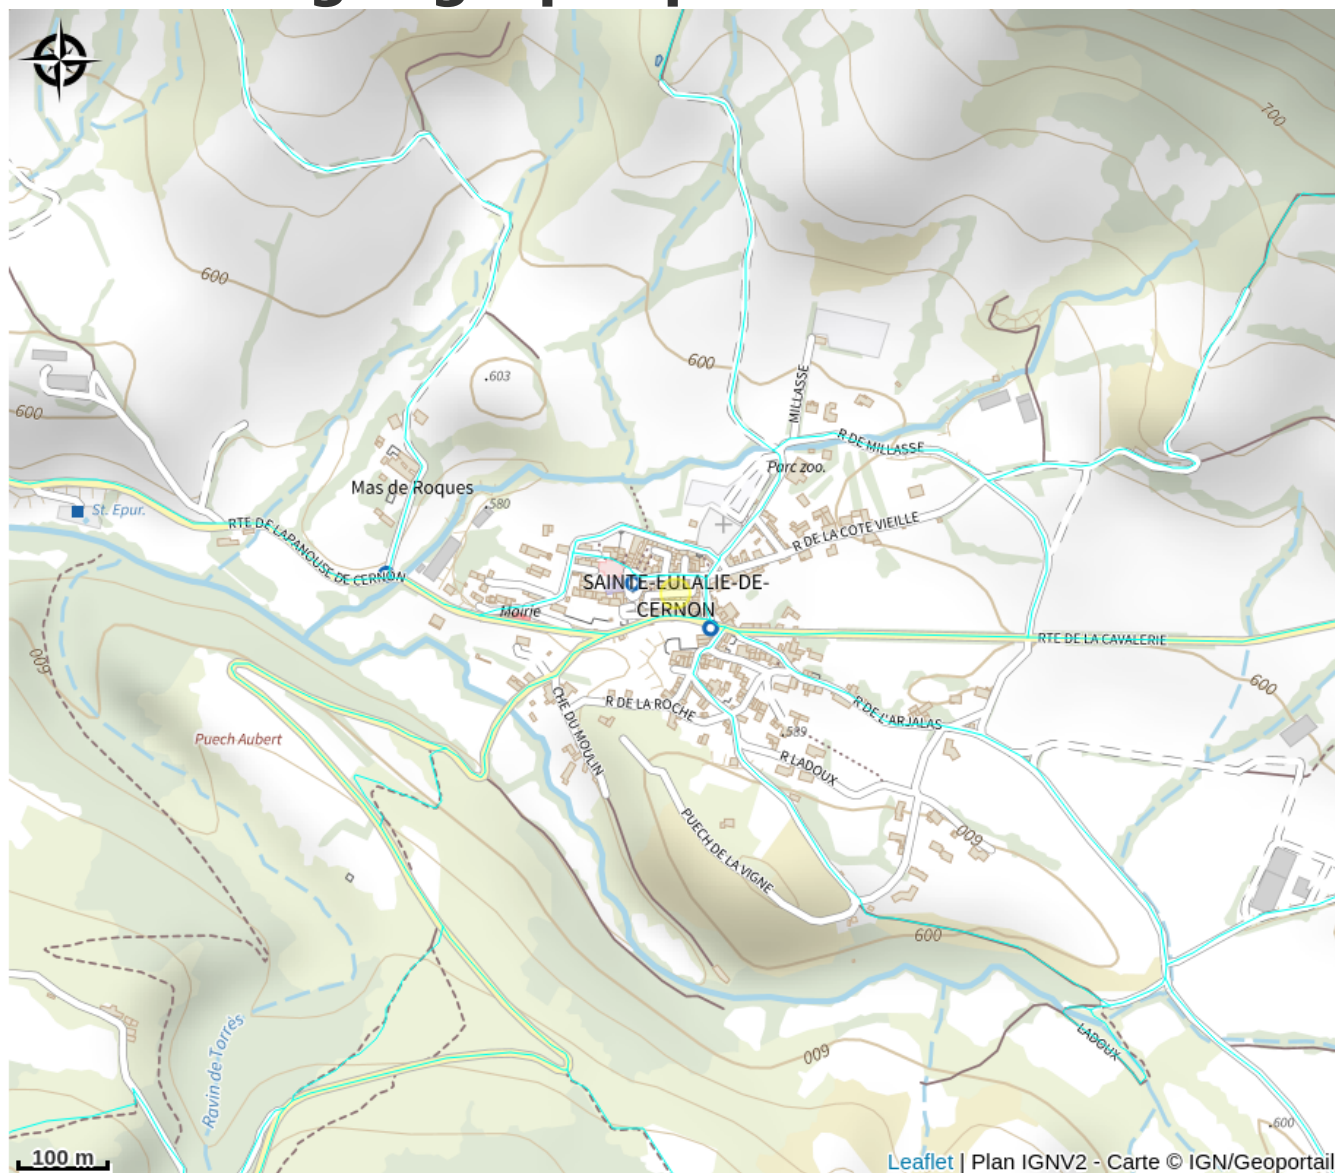 700
600
600
600
.603
MILLASSE
R DE MILLASSE
Parc zoo.
Mas de Roques
.580
St. Epur.
RTE DE LAPANOUSE DE CERNON
R DE LA COTE VIEILLE
SAINTE-EULALIE-DE-
CERNON
Mairie
RTE DE LA CAVALERIE
600
600
CHE DU MOULIN
R DE LA ROCHE
R DE L'ARJALAS
.589
Puech Aubert
R LADOUX
PUECH DE LA VIGNE
600
600
Ravin de Torrès
LADOUX
600
.600
100 m
Leaflet | Plan IGNV2 - Carte © IGN/Geoportail